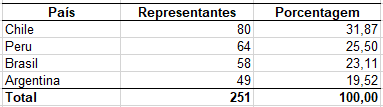 País Representantes Porcentagem
Chile 80 31,87
Peru 64 25,50
Brasil 58 23,11
Argentina 49 19,52
Total 251 100,00